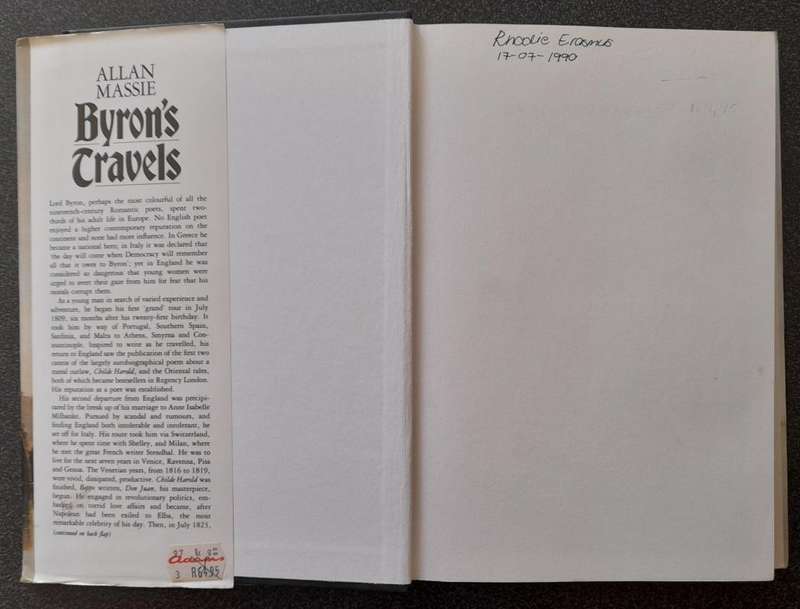 ALLAN
MASSIE
Byron's
Travels
Lord Byron, perhaps the most colourful of all the
nineteenth-century Romantic poets, spent two-
thirds of his adult life in Europe. No English poet
enjoyed a higher contemporary reputation on the
continent and none had more influence. In Greece he
became a national hero; in Italy it was declared that
'the day will come when Democracy will remember
all that it owes to Byron'; yet in England he was
considered so dangerous that young women were
urged to avert their gaze from him for fear that his
morals corrupt them.
As a young man in search of varied experience and
adventure, he began his first 'grand' tour in July
1809, six months after his twenty-first birthday. It
took him by way of Portugal, Southern Spain,
Sardinia, and Malta to Athens, Smyrna and Con-
stantinople. Inspired to write as he travelled, his
return to England saw the publication of the first two
cantos of the largely autobiographical poem about a
moral outlaw, Childe Harold, and the Oriental tales,
both of which became bestsellers in Regency London.
His reputation as a poet was established.
His second departure from England was precipi-
tated by the break up of his marriage to Anne Isabelle
Milbanke. Pursued by scandal and rumours, and
finding England both intolerable and intolerant, he
set off for Italy. His route took him via Switzerland,
where he spent time with Shelley, and Milan, where
he met the great French writer Stendhal. He was to
live for the next seven years in Venice, Ravenna, Pisa
and Genoa. The Venetian years, from 1816 to 1819,
were vivid, dissipated, productive. Childe Harold was
finished, Beppo written, Don Juan, his masterpiece,
begun. He engaged in revolutionary politics, em-
barked on torrid love affairs and became, after
Napoleon had been exiled to Elba, the most
remarkable celebrity of his day. Then, in July 1823,
(continued on back flap)
adams
3 R64.95
Rhodie Erasmus
17-07-1990